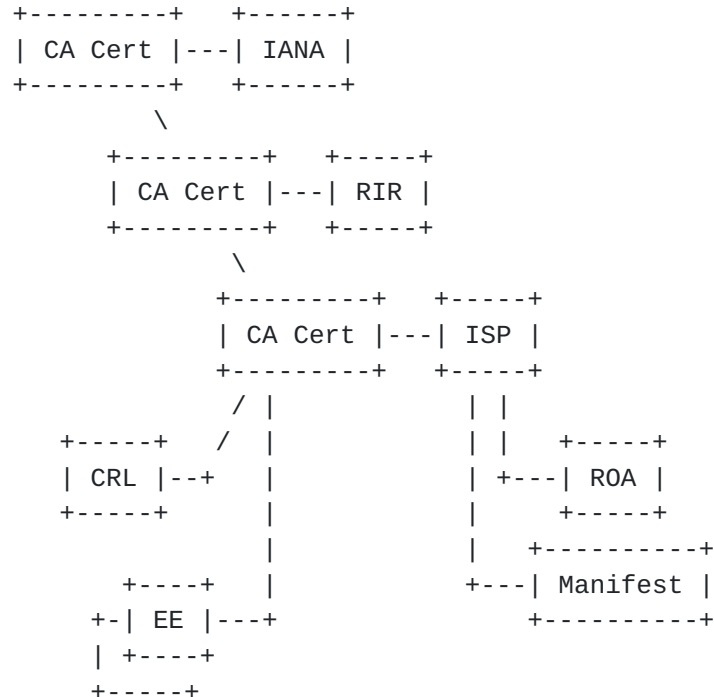 CA Cert IANA
CA Cert RIR
CA Cert ISP
CRL ROA
Manifest
EE